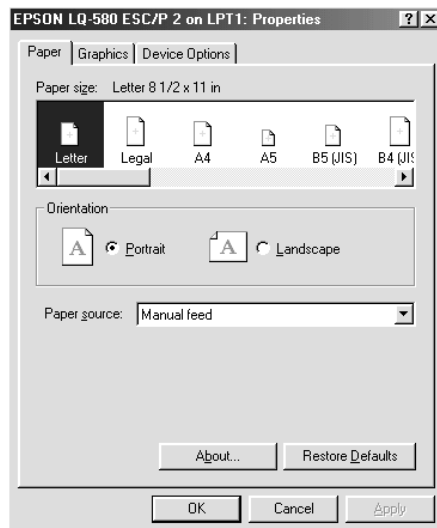 EPSON LQ-580 ESC/P 2 on LPT1: Properties
Paper Graphics Device Options
Paper size: Letter 8 1/2 x 11 in
Letter Legal A4 A5 B5 (JIS) B4 (JIS
Orientation
A Portrait A Landscape
Paper source: Manual feed
About... Restore Defaults
OK Cancel Apply